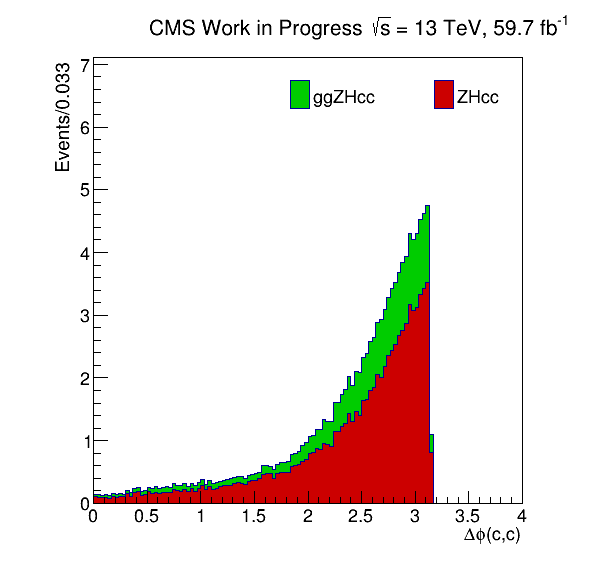 CMS Work in Progress √s = 13 TeV, 59.7 fb⁻¹
Events/0.033
7
6
5
4
3
2
1
0
ggZHcc ZHcc
0 0.5 1 1.5 2 2.5 3 3.5 4
Δϕ(c,c)